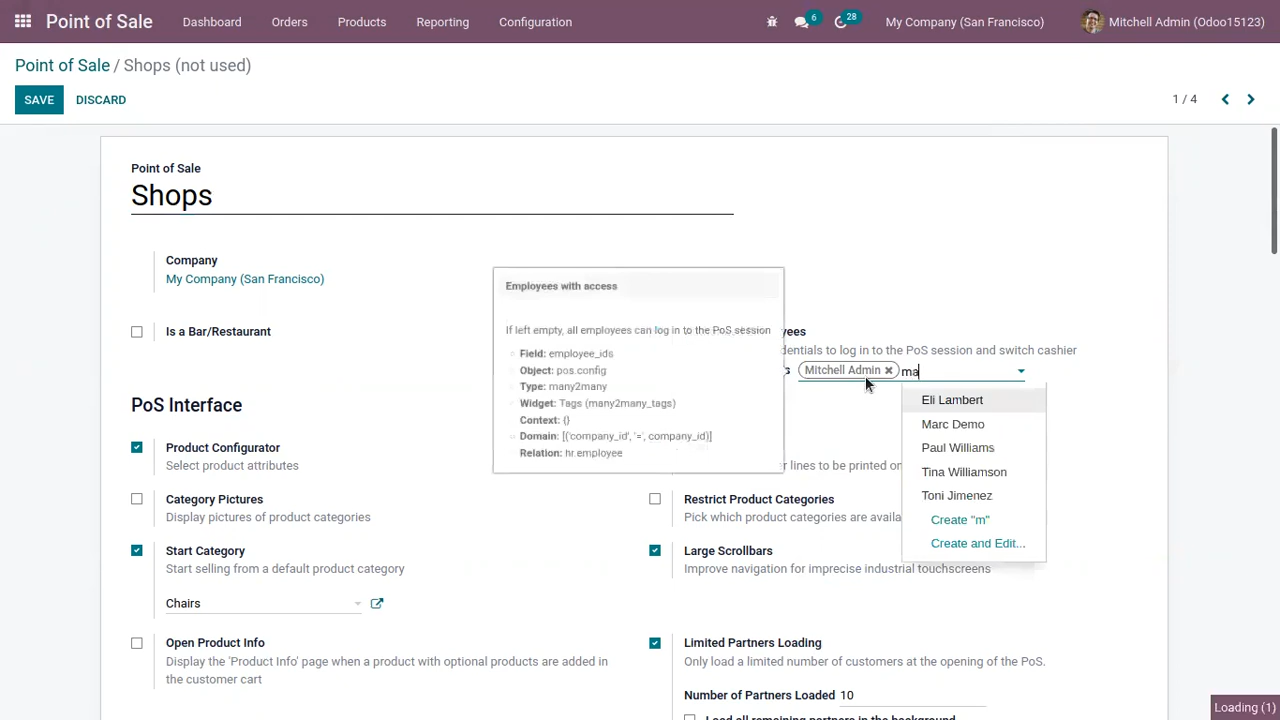 Point of Sale Dashboard Orders Products Reporting Configuration 6 28 My Company (San Francisco) Mitchell Admin (Odoo15123)
Point of Sale / Shops (not used)
SAVE DISCARD 1 / 4
Point of Sale
Shops
Company
My Company (San Francisco)
Is a Bar/Restaurant
Employees with access
If left empty, all employees can log in to the PoS session
Field: employee_ids
Object: pos.config
Type: many2many
Widget: Tags (many2many_tags)
Context: {}
Domain: [('company_id', '=', company_id)]
Relation: hr.employee
yees
dentials to log in to the PoS session and switch cashier
s Mitchell Admin ma
Eli Lambert
Marc Demo
Paul Williams
Tina Williamson
Toni Jimenez
Create "m"
Create and Edit...
PoS Interface
Product Configurator
Select product attributes
r lines to be printed on
Category Pictures
Display pictures of product categories
Restrict Product Categories
Pick which product categories are availa
Start Category
Start selling from a default product category
Chairs
Large Scrollbars
Improve navigation for imprecise industrial touchscreens
Open Product Info
Display the 'Product Info' page when a product with optional products are added in
the customer cart
Limited Partners Loading
Only load a limited number of customers at the opening of the PoS.
Number of Partners Loaded 10
Load all remaining partners in the background
Loading (1)